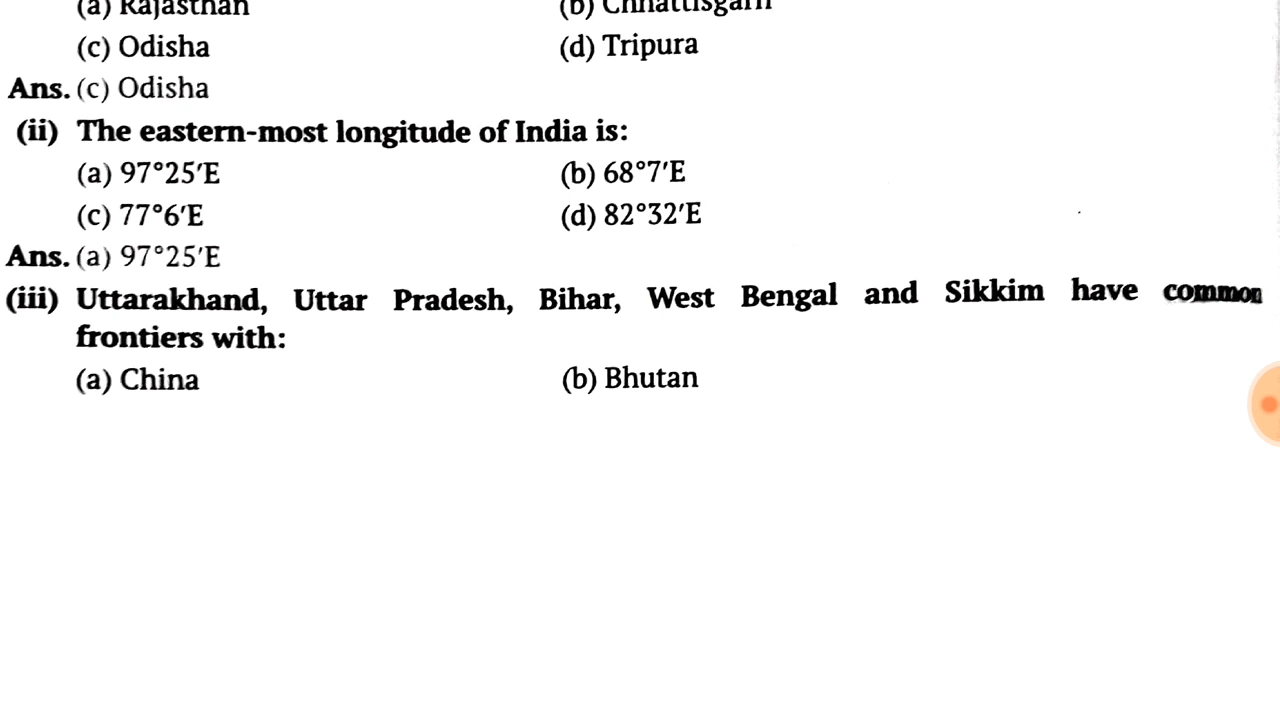 (a) Rajasthan (b) Chhattisgarh
(c) Odisha (d) Tripura
Ans. (c) Odisha
(ii) The eastern-most longitude of India is:
(a) 97°25′E (b) 68°7′E
(c) 77°6′E (d) 82°32′E
Ans. (a) 97°25′E
(iii) Uttarakhand, Uttar Pradesh, Bihar, West Bengal and Sikkim have common
frontiers with:
(a) China (b) Bhutan